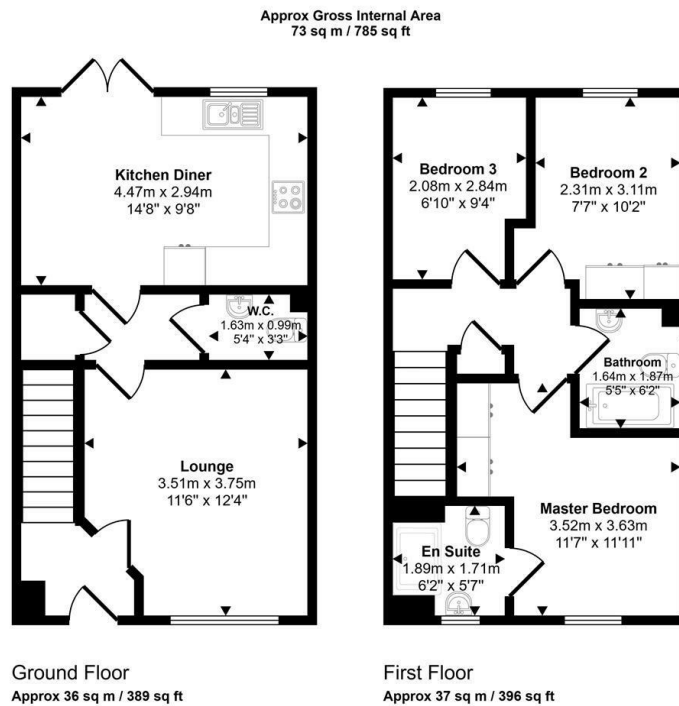 Approx Gross Internal Area
73 sq m / 785 sq ft
Kitchen Diner
4.47m x 2.94m
14'8" x 9'8"
W.C.
1.63m x 0.99m
5'4" x 3'3"
Lounge
3.51m x 3.75m
11'6" x 12'4"
Ground Floor
Approx 36 sq m / 389 sq ft
Bedroom 3
2.08m x 2.84m
6'10" x 9'4"
Bedroom 2
2.31m x 3.11m
7'7" x 10'2"
Bathroom
1.64m x 1.87m
5'5" x 6'2"
Master Bedroom
3.52m x 3.63m
11'7" x 11'11"
En Suite
1.89m x 1.71m
6'2" x 5'7"
First Floor
Approx 37 sq m / 396 sq ft